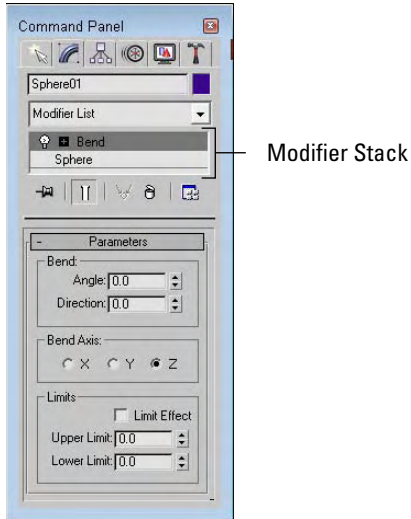 Command Panel
Sphere01
Modifier List
Bend
Sphere
Modifier Stack
- Parameters
Bend:
Angle: 0.0
Direction: 0.0
Bend Axis:
X Y Z
Limits
Limit Effect
Upper Limit: 0.0
Lower Limit: 0.0